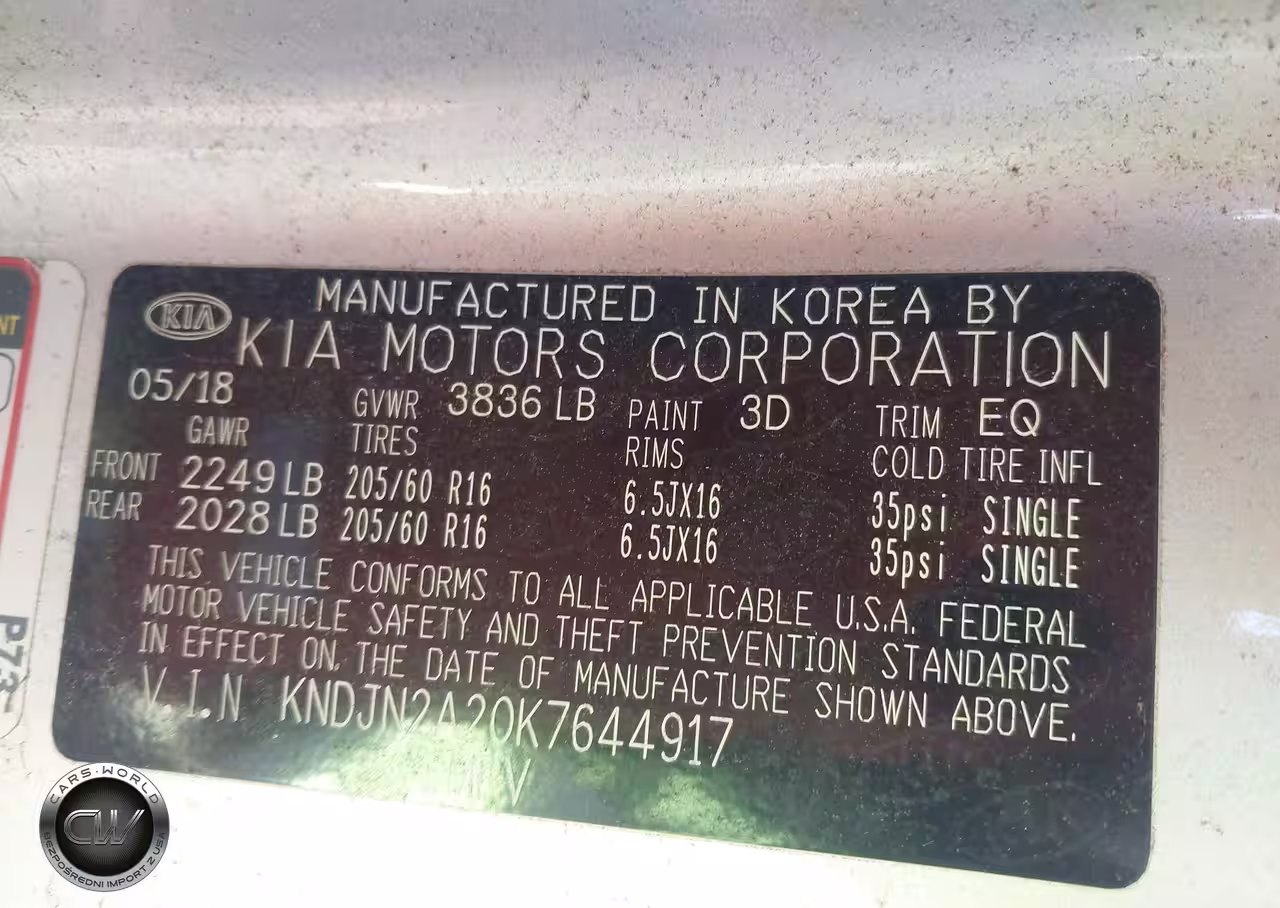 KIA
MANUFACTURED IN KOREA BY
KIA MOTORS CORPORATION
05/18 GVWR 3836 LB PAINT 3D TRIM EQ
GAWR TIRES RIMS COLD TIRE INFL
FRONT 2249 LB 205/60 R16 6.5JX16 35psi SINGLE
REAR 2028 LB 205/60 R16 6.5JX16 35psi SINGLE
THIS VEHICLE CONFORMS TO ALL APPLICABLE U.S.A. FEDERAL
MOTOR VEHICLE SAFETY AND THEFT PREVENTION STANDARDS
IN EFFECT ON THE DATE OF MANUFACTURE SHOWN ABOVE.
V.I.N KNDJN2A20K7644917
CARS·WORLD
CW
BEZPOŚREDNI IMPORT Z USA